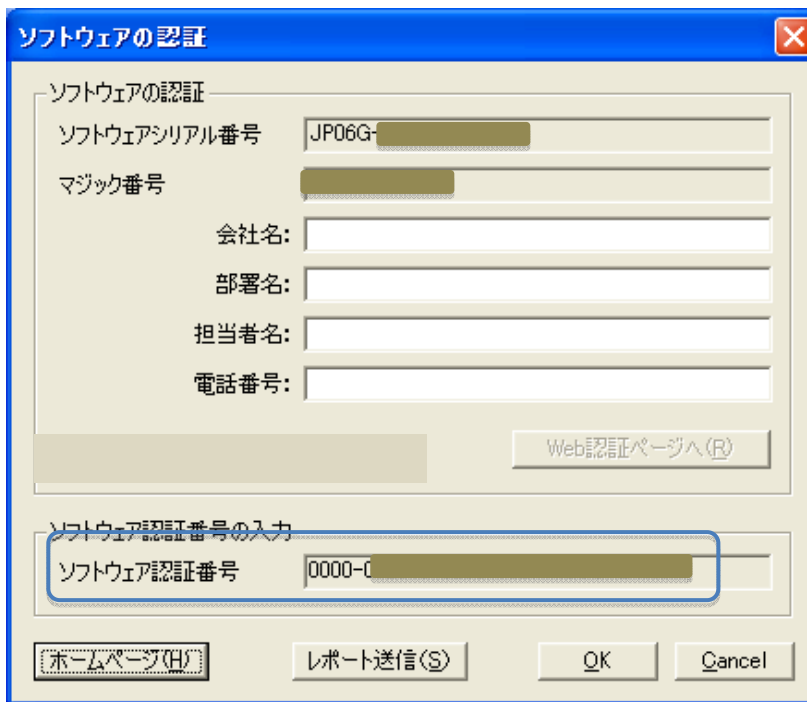 ソフトウェアの認証
ソフトウェアの認証
ソフトウェアシリアル番号 JP06G-
マジック番号
会社名:
部署名:
担当者名:
電話番号:
Web認証ページへ(R)
ソフトウェア認証番号の入力
ソフトウェア認証番号 0000-0
ホームページ(H) レポート送信(S) OK Cancel